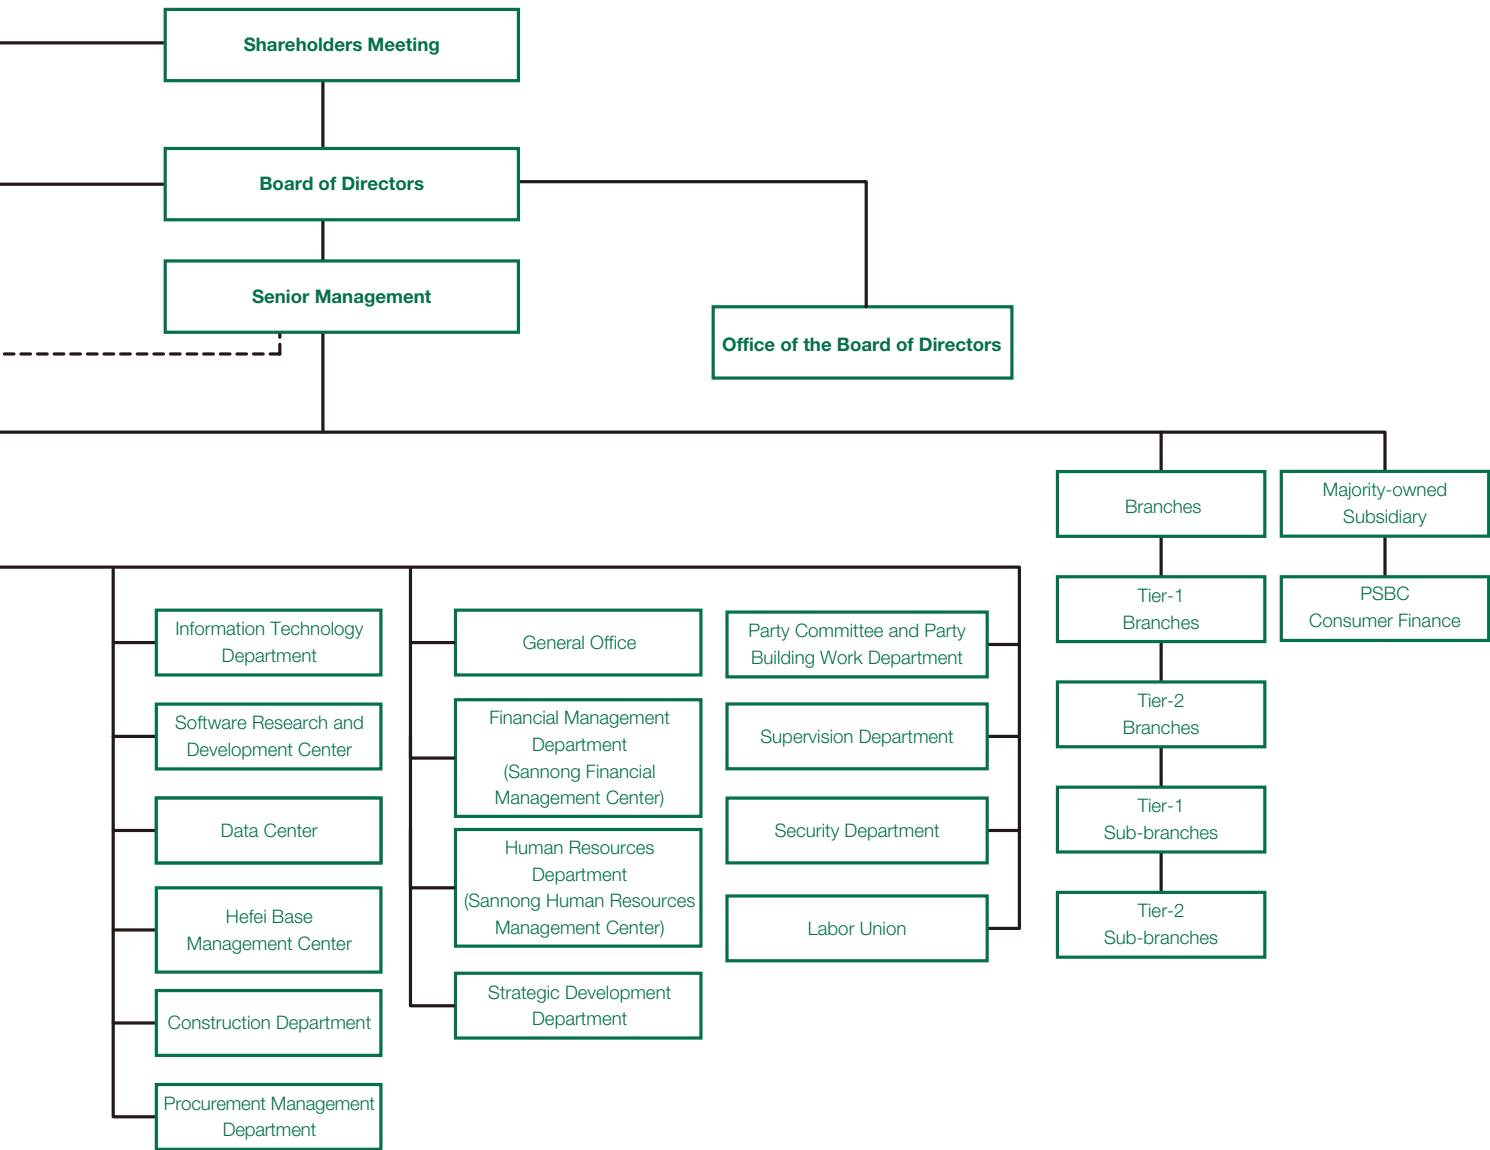 Shareholders Meeting
Board of Directors
Senior Management
Office of the Board of Directors
Branches
Majority-owned
Subsidiary
Tier-1
Branches
PSBC
Consumer Finance
Tier-2
Branches
Tier-1
Sub-branches
Tier-2
Sub-branches
Information Technology
Department
Software Research and
Development Center
Data Center
Hefei Base
Management Center
Construction Department
Procurement Management
Department
General Office
Financial Management
Department
(Sannong Financial
Management Center)
Human Resources
Department
(Sannong Human Resources
Management Center)
Strategic Development
Department
Party Committee and Party
Building Work Department
Supervision Department
Security Department
Labor Union